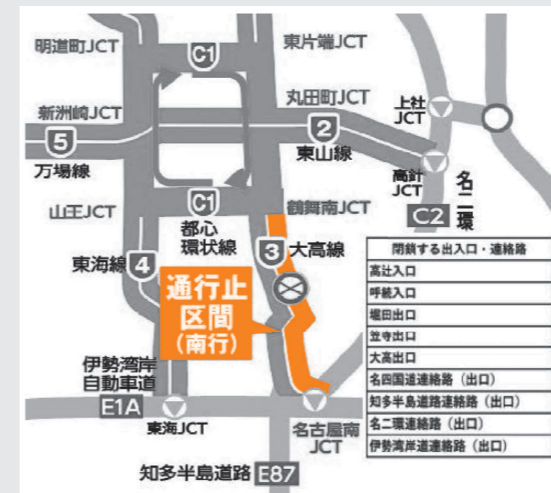 明道町JCT
C1
東片端JCT
新洲崎JCT
丸田町JCT
上社
JCT
5
万場線
2
東山線
高針
JCT
名二環
C2
山王JCT
C1
都心
環状線
鶴舞南JCT
東海線
4
3
大高線
通行止
区間
(南行)
伊勢湾岸
自動車道
E1A
東海JCT
名古屋南
JCT
知多半島道路 E87
閉鎖する出入口・連絡路
高辻入口
呼続入口
堀田出口
笠寺出口
大高出口
名四国道連絡路（出口）
知多半島道路連絡路（出口）
名二環連絡路（出口）
伊勢湾岸道連絡路（出口）